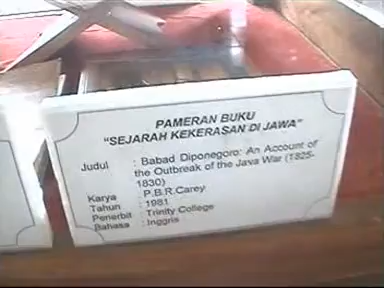 PAMERAN BUKU
"SEJARAH KEKERASAN DI JAWA"
Judul : Babad Diponegoro: An Account of
the Outbreak of the Java War (1825-
1830)
Karya : P.B.R.Carey
Tahun : 1981
Penerbit : Trinity College
Bahasa : Inggris